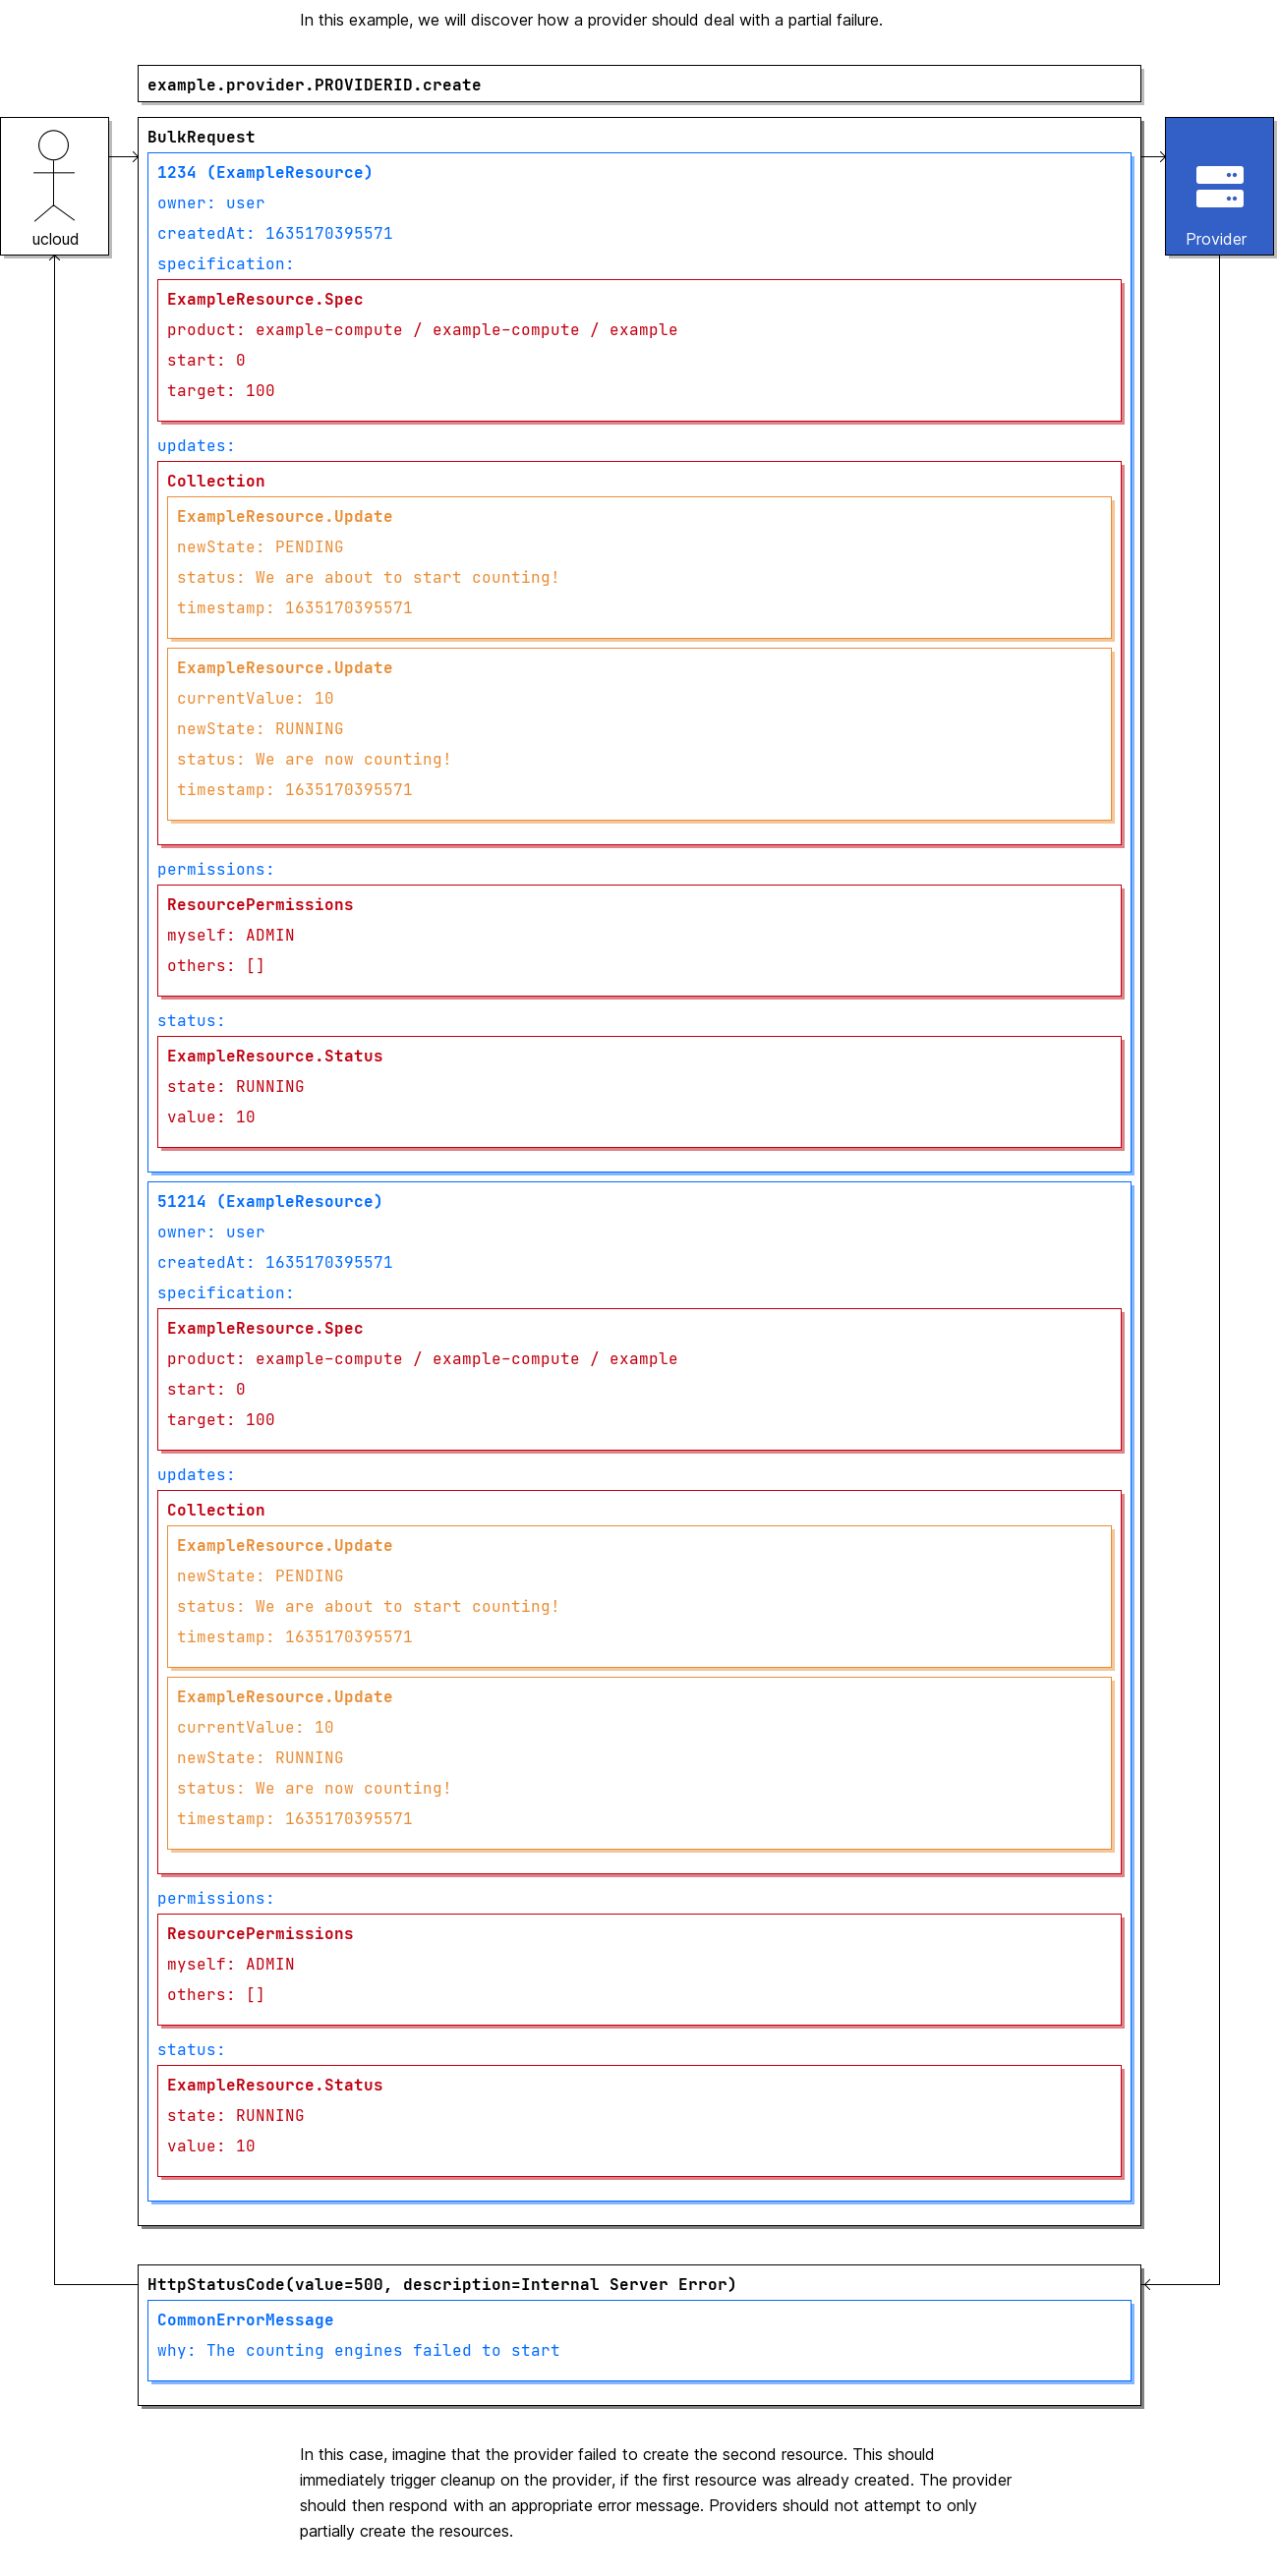 In this example, we will discover how a provider should deal with a partial failure.
example.provider.PROVIDERID.create
ucloud
BulkRequest
1234 (ExampleResource)
owner: user
createdAt: 1635170395571
specification:
ExampleResource.Spec
product: example-compute / example-compute / example
start: 0
target: 100
updates:
Collection
ExampleResource.Update
newState: PENDING
status: We are about to start counting!
timestamp: 1635170395571
ExampleResource.Update
currentValue: 10
newState: RUNNING
status: We are now counting!
timestamp: 1635170395571
permissions:
ResourcePermissions
myself: ADMIN
others: []
status:
ExampleResource.Status
state: RUNNING
value: 10
51214 (ExampleResource)
owner: user
createdAt: 1635170395571
specification:
ExampleResource.Spec
product: example-compute / example-compute / example
start: 0
target: 100
updates:
Collection
ExampleResource.Update
newState: PENDING
status: We are about to start counting!
timestamp: 1635170395571
ExampleResource.Update
currentValue: 10
newState: RUNNING
status: We are now counting!
timestamp: 1635170395571
permissions:
ResourcePermissions
myself: ADMIN
others: []
status:
ExampleResource.Status
state: RUNNING
value: 10
Provider
HttpStatusCode(value=500, description=Internal Server Error)
CommonErrorMessage
why: The counting engines failed to start
In this case, imagine that the provider failed to create the second resource. This should
immediately trigger cleanup on the provider, if the first resource was already created. The provider
should then respond with an appropriate error message. Providers should not attempt to only
partially create the resources.